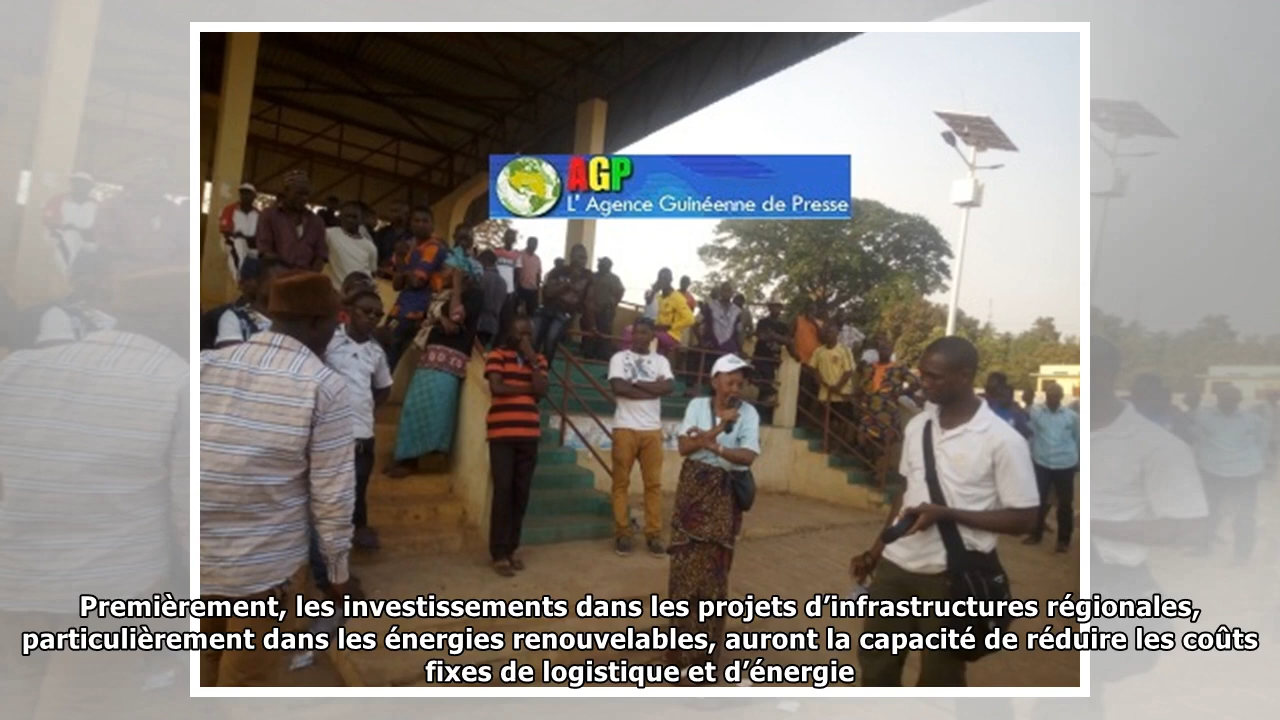 AGP
L' Agence Guinéenne de Presse
Premièrement, les investissements dans les projets d’infrastructures régionales,
particulièrement dans les énergies renouvelables, auront la capacité de réduire les coûts
fixes de logistique et d’énergie